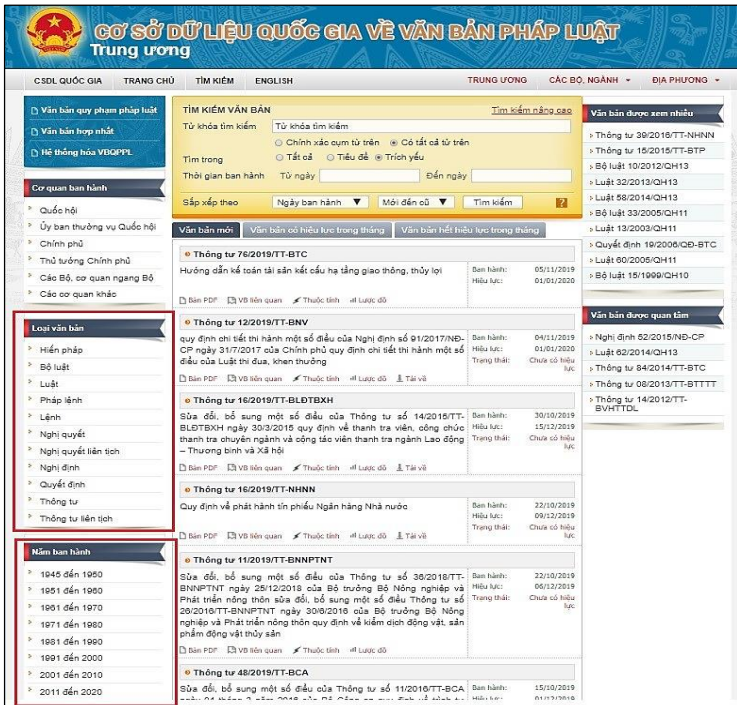 CƠ SỞ DỮ LIỆU QUỐC GIA VỀ VĂN BẢN PHÁP LUẬT
Trung ương
CSDL QUỐC GIA TRANG CHỦ TÌM KIẾM ENGLISH TRUNG ƯƠNG CÁC BỘ, NGÀNH ĐỊA PHƯƠNG
Văn bản quy phạm pháp luật
Văn bản hợp nhất
Hệ thống hóa VBQPPL
Cơ quan ban hành
Quốc hội
Ủy ban thường vụ Quốc hội
Chính phủ
Thủ tướng Chính phủ
Các Bộ, cơ quan ngang Bộ
Các cơ quan khác
Loại văn bản
Hiến pháp
Bộ luật
Luật
Pháp lệnh
Lệnh
Nghị quyết
Nghị quyết liên tịch
Nghị định
Quyết định
Thông tư
Thông tư liên tịch
Năm ban hành
1945 đến 1950
1951 đến 1960
1961 đến 1970
1971 đến 1980
1981 đến 1990
1991 đến 2000
2001 đến 2010
2011 đến 2020
TÌM KIẾM VĂN BẢN Tìm kiếm nâng cao
Từ khóa tìm kiếm Từ khóa tìm kiếm
Chính xác cụm từ trên Có tất cả từ trên
Tìm trong Tất cả Tiêu đề Trích yếu
Thời gian ban hành Từ ngày Đến ngày
Sắp xếp theo Ngày ban hành Mới đến cũ Tìm kiếm ?
Văn bản mới Văn bản có hiệu lực trong tháng Văn bản hết hiệu lực trong tháng
Thông tư 76/2019/TT-BTC
Hướng dẫn kế toán tài sản kết cấu hạ tầng giao thông, thủy lợi
Ban hành: 05/11/2019
Hiệu lực: 01/01/2020
Bản PDF VB liên quan Thuộc tính Lược đồ
Thông tư 12/2019/TT-BNV
quy định chi tiết thi hành một số điều của Nghị định số 91/2017/NĐ-
CP ngày 31/7/2017 của Chính phủ quy định chi tiết thi hành một số
điều của Luật thi đua, khen thưởng
Ban hành: 04/11/2019
Hiệu lực: 01/01/2020
Trạng thái: Chưa có hiệu
lực
Bản PDF VB liên quan Thuộc tính Lược đồ Tải về
Thông tư 16/2019/TT-BLĐTBXH
Sửa đổi, bổ sung một số điều của Thông tư số 14/2015/TT-
BLĐTBXH ngày 30/3/2015 quy định về thanh tra viên, công chức
thanh tra chuyên ngành và cộng tác viên thanh tra ngành Lao động
– Thương binh và Xã hội
Ban hành: 30/10/2019
Hiệu lực: 15/12/2019
Trạng thái: Chưa có hiệu
lực
Bản PDF VB liên quan Thuộc tính Lược đồ Tải về
Thông tư 16/2019/TT-NHNN
Quy định về phát hành tín phiếu Ngân hàng Nhà nước
Ban hành: 22/10/2019
Hiệu lực: 09/12/2019
Trạng thái: Chưa có hiệu
lực
Bản PDF VB liên quan Thuộc tính Lược đồ Tải về
Thông tư 11/2019/TT-BNNPTNT
Sửa đổi, bổ sung một số điều của Thông tư số 36/2018/TT-
BNNPTNT ngày 25/12/2018 của Bộ trưởng Bộ Nông nghiệp và
Phát triển nông thôn sửa đổi, bổ sung một số điều Thông tư số
26/2016/TT-BNNPTNT ngày 30/6/2016 của Bộ trưởng Bộ Nông
nghiệp và Phát triển nông thôn quy định về kiểm dịch động vật, sản
phẩm động vật thủy sản
Ban hành: 22/10/2019
Hiệu lực: 06/12/2019
Trạng thái: Chưa có hiệu
lực
Bản PDF VB liên quan Thuộc tính Lược đồ
Thông tư 48/2019/TT-BCA
Sửa đổi, bổ sung một số điều của Thông tư số 11/2016/TT-BCA
Ban hành: 15/10/2019
Hiệu lực: 01/12/2019
Văn bản được xem nhiều
Thông tư 39/2016/TT-NHNN
Thông tư 15/2015/TT-BTP
Bộ luật 10/2012/QH13
Luật 32/2013/QH13
Luật 58/2014/QH13
Bộ luật 33/2005/QH11
Luật 13/2003/QH11
Quyết định 19/2006/QĐ-BTC
Luật 60/2005/QH11
Bộ luật 15/1999/QH10
Văn bản được quan tâm
Nghị định 52/2015/NĐ-CP
Luật 62/2014/QH13
Thông tư 84/2014/TT-BTC
Thông tư 08/2013/TT-BTTTT
Thông tư 14/2012/TT-
BVHTTDL